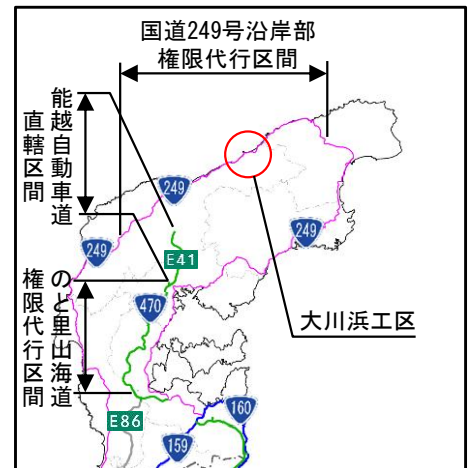 国道249号沿岸部
権限代行区間
能越自動車道
直轄区間
249
249
249
E41
のと里山海道
権限代行区間
470
大川浜工区
E86
160
159